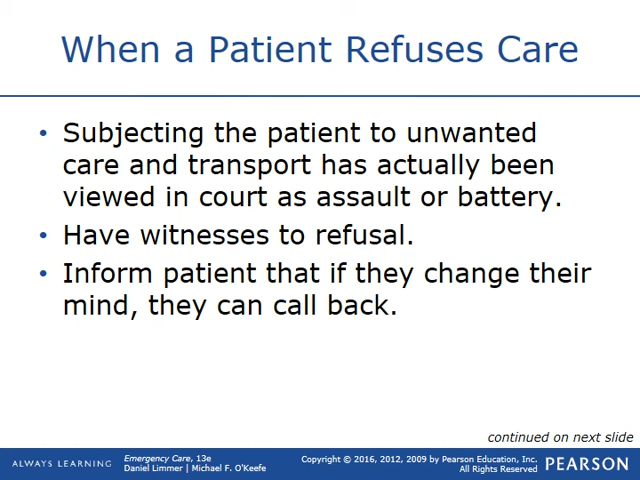 When a Patient Refuses Care
• Subjecting the patient to unwanted
care and transport has actually been
viewed in court as assault or battery.
• Have witnesses to refusal.
• Inform patient that if they change their
mind, they can call back.
continued on next slide
ALWAYS LEARNING
Emergency Care, 13e
Daniel Limmer | Michael F. O'Keefe
Copyright © 2016, 2012, 2009 by Pearson Education, Inc.
All Rights Reserved
PEARSON